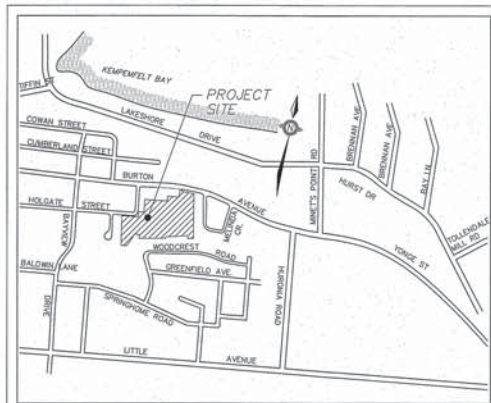 KEMPENFELT BAY
TIFFIN ST
PROJECT
SITE
N
LAKESHORE
DRIVE
COWAN STREET
CUMBERLAND STREET
BURTON
AVENUE
HOLGATE STREET
BAYVIEW
DRIVE
MINET'S POINT RD
BRENNAN AVE
BRENNAN AVE
BAY LN
HURST DR
TOLLENDALE
MILL RD
YONGE ST
CR.
WOODCREST ROAD
GREENFIELD AVE.
HURONIA ROAD
BALDWIN LANE
SPRINGHOME ROAD
LITTLE
AVENUE